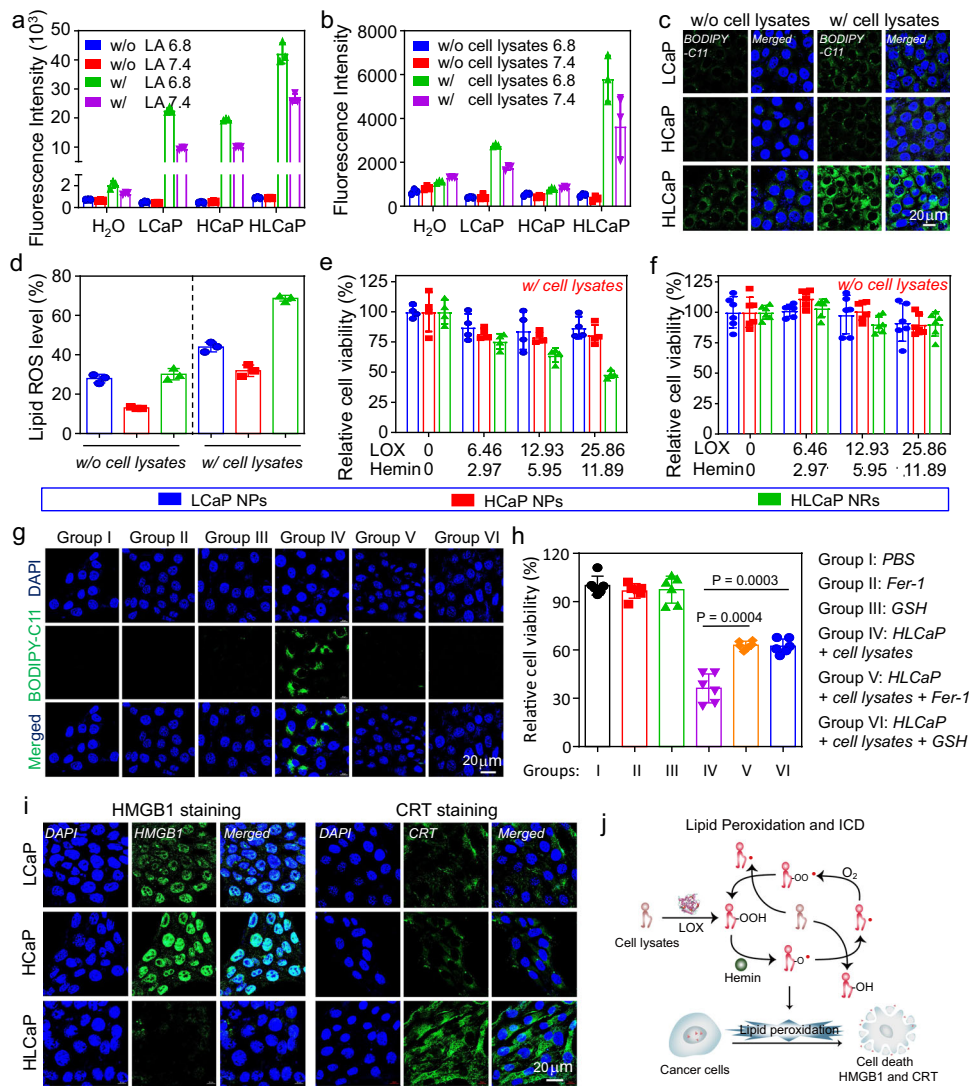 a
Fluorescence Intensity (10³)
50
40
30
20
10
2
0
w/o LA 6.8
w/o LA 7.4
w/ LA 6.8
w/ LA 7.4
H₂O LCaP HCaP HLCaP
b
Fluorescence Intensity
8000
6000
4000
2000
0
w/o cell lysates 6.8
w/o cell lysates 7.4
w/ cell lysates 6.8
w/ cell lysates 7.4
H₂O LCaP HCaP HLCaP
c
w/o cell lysates w/ cell lysates
BODIPY Merged BODIPY Merged
-C11 -C11
LCaP
HCaP
HLCaP
20μm
d
Lipid ROS level (%)
80
60
40
20
0
w/o cell lysates w/ cell lysates
e
Relative cell viability (%)
125
100
75
50
w/ cell lysates
LOX 0 6.46 12.93 25.86
Hemin 0 2.97 5.95 11.89
f
Relative cell viability (%)
125
100
75
50
25
0
w/o cell lysates
LOX 0 6.46 12.93 25.86
Hemin 0 2.97 5.95 11.89
LCaP NPs HCaP NPs HLCaP NRs
g
Group I Group II Group III Group IV Group V Group VI
DAPI
BODIPY-C11
Merged
20μm
h
Relative cell viability (%)
120
90
60
30
0
P = 0.0003
P = 0.0004
Groups: I II III IV V VI
Group I: PBS
Group II: Fer-1
Group III: GSH
Group IV: HLCaP
+ cell lysates
Group V: HLCaP
+ cell lysates + Fer-1
Group VI: HLCaP
+ cell lysates + GSH
i
HMGB1 staining CRT staining
DAPI HMGB1 Merged DAPI CRT Merged
LCaP
HCaP
HLCaP
20μm
j
Lipid Peroxidation and ICD
-OO•
O₂
LOX
-OOH
Cell lysates
Hemin
-O•
-OH
Lipid peroxidation
Cancer cells
Cell death
HMGB1 and CRT